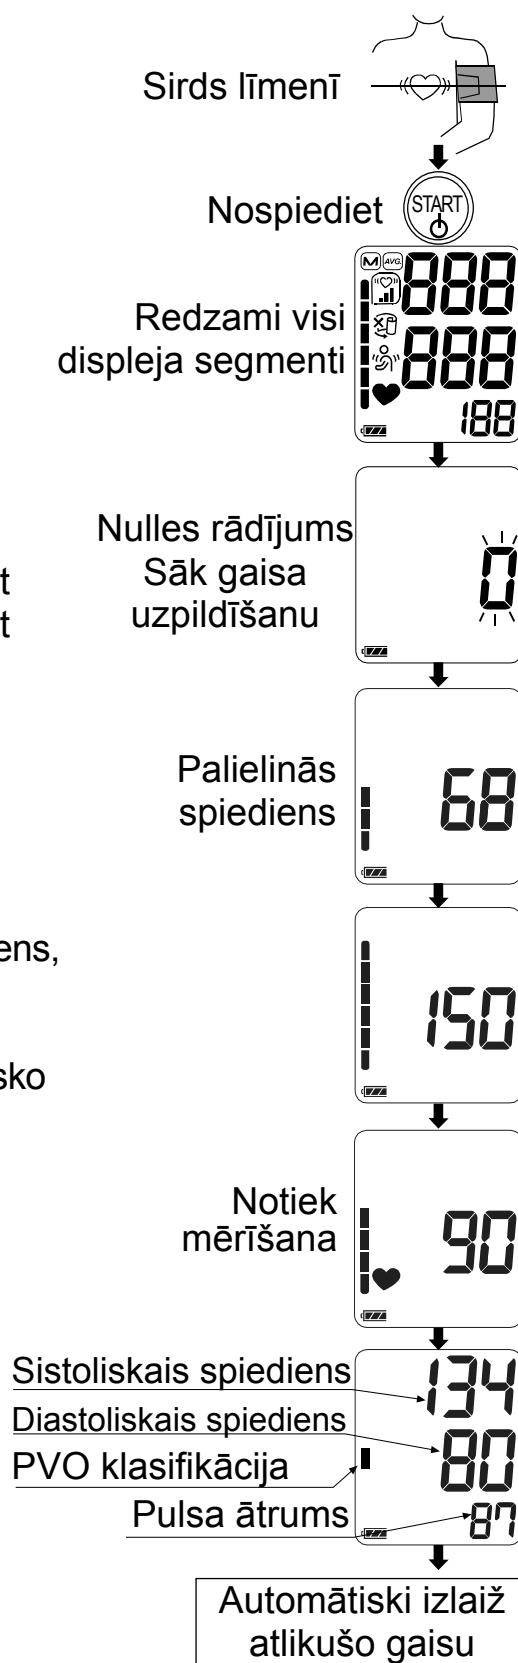 Sirds līmenī
Nospiediet
START
M AVG.
888
Redzami visi
displeja segmenti
888
188
Nulles rādījums
Sāk gaisa
uzpildīšanu
0
t
t
Palielinās
spiediens
68
ens,
150
sko
Notiek
mērīšana
90
Sistoliskais spiediens
134
Diastoliskais spiediens
80
PVO klasifikācija
Pulsa ātrums
87
Automātiski izlaiž
atlikušo gaisu